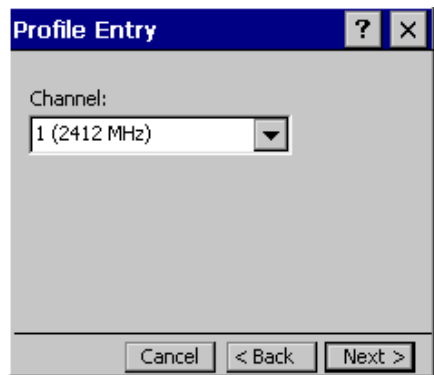 Profile Entry ? ×
Channel:
1 (2412 MHz)
Cancel < Back Next >